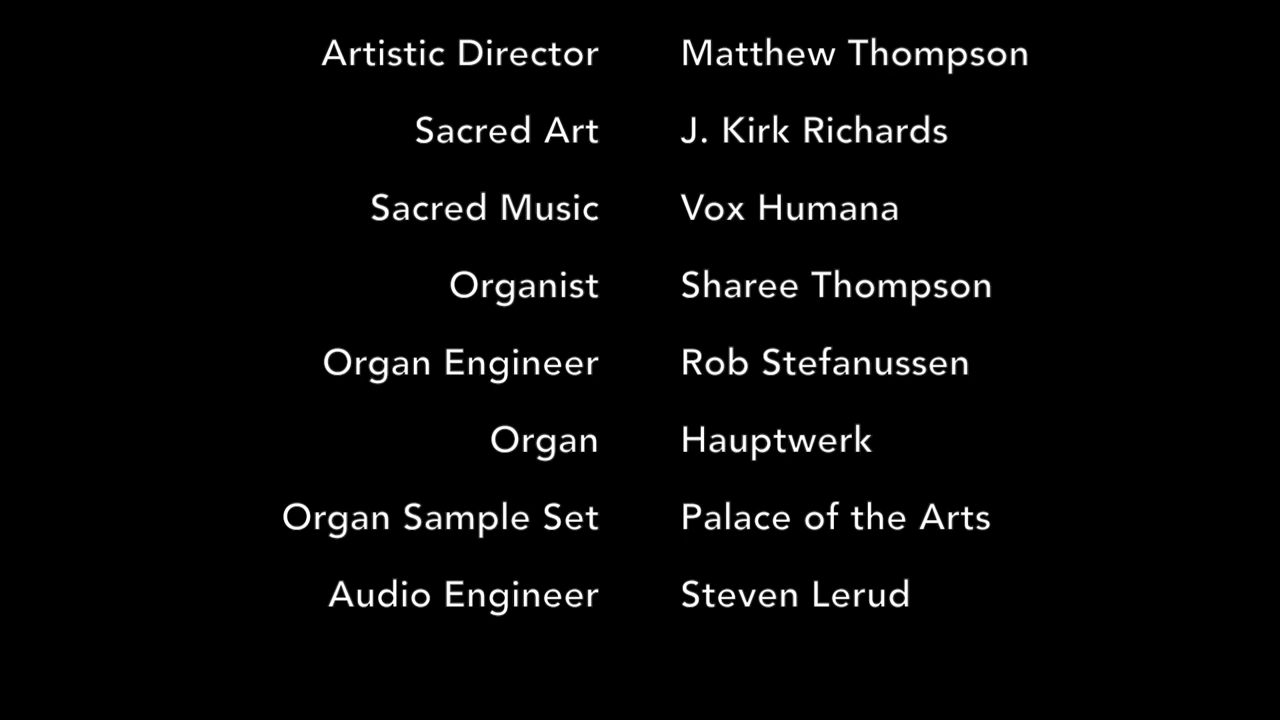 Artistic Director Matthew Thompson
Sacred Art J. Kirk Richards
Sacred Music Vox Humana
Organist Sharee Thompson
Organ Engineer Rob Stefanussen
Organ Hauptwerk
Organ Sample Set Palace of the Arts
Audio Engineer Steven Lerud